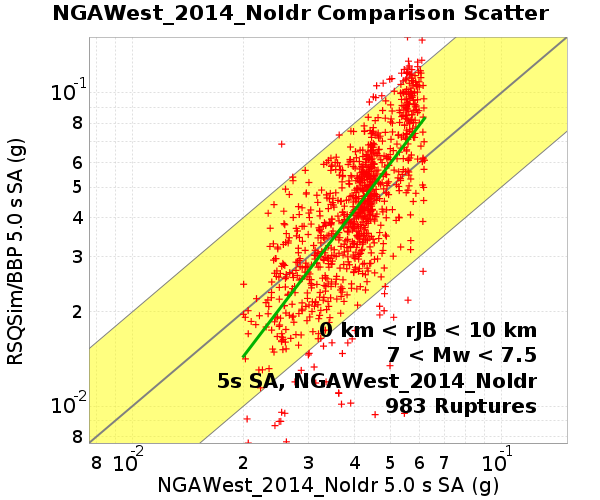 NGAWest_2014_NoIdr Comparison Scatter
RSQSim/BBP 5.0 s SA (g)
10-1
8
6
5
4
3
2
10-2
8
0 km < rJB < 10 km
7 < Mw < 7.5
5s SA, NGAWest_2014_NoIdr
983 Ruptures
8 10-2 2 3 4 5 6 7 10-1
NGAWest_2014_NoIdr 5.0 s SA (g)